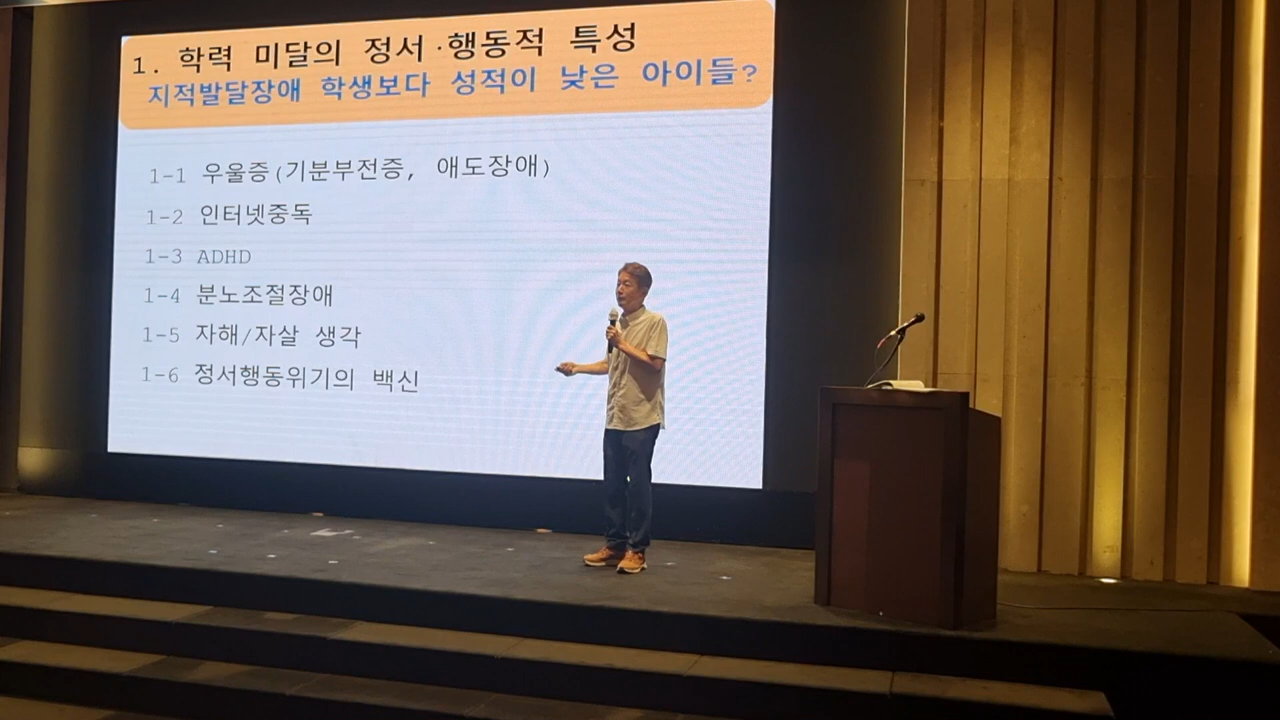 1. 학력 미달의 정서·행동적 특성
지적발달장애 학생보다 성적이 낮은 아이들?
1-1 우울증(기분부전증, 애도장애)
1-2 인터넷중독
1-3 ADHD
1-4 분노조절장애
1-5 자해/자살 생각
1-6 정서행동위기의 백신